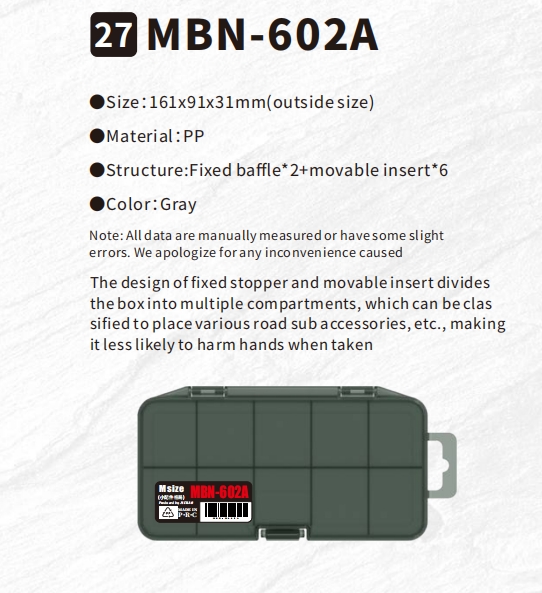 27 MBN-602A
●Size：161x91x31mm(outside size)
●Material：PP
●Structure:Fixed baffle*2+movable insert*6
●Color：Gray
Note: All data are manually measured or have some slight
errors. We apologize for any inconvenience caused
The design of fixed stopper and movable insert divides
the box into multiple compartments, which can be clas
sified to place various road sub accessories, etc., making
it less likely to harm hands when taken
Msize MBN-602A
MADE IN
P·R·C